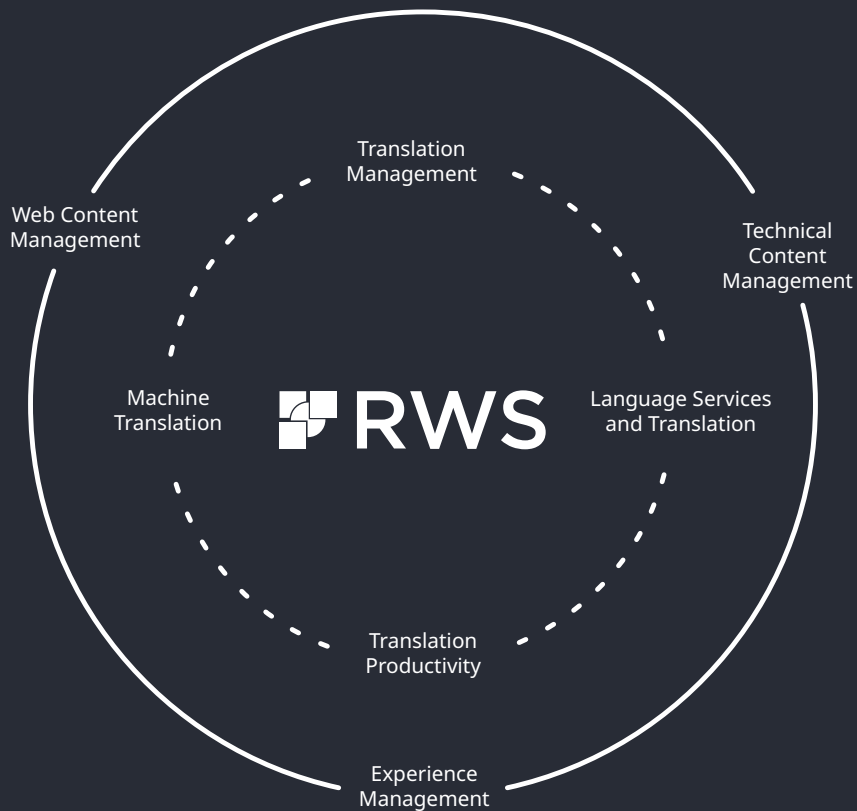 Translation
Management
Web Content
Management
Technical
Content
Management
Machine
Translation
RWS
Language Services
and Translation
Translation
Productivity
Experience
Management